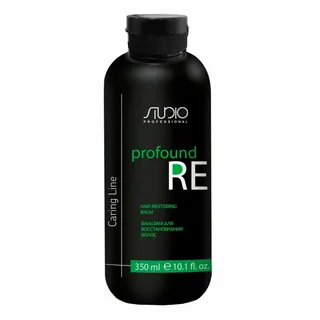 STUDIO
PROFESSIONAL
profound
RE
Caring Line
HAIR RESTORING
BALM
БАЛЬЗАМ ДЛЯ
ВОССТАНОВЛЕНИЯ
ВОЛОС
350 ml ℮ 10.1 fl. oz.